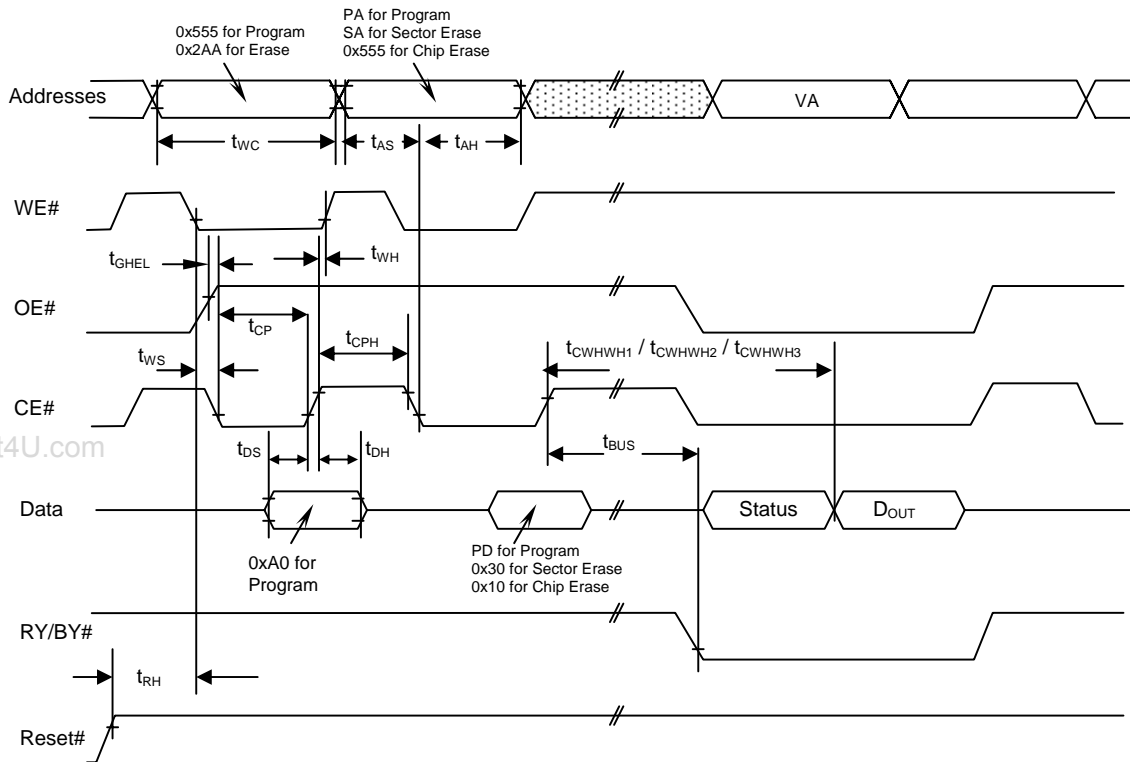 0x555 for Program
0x2AA for Erase
PA for Program
SA for Sector Erase
0x555 for Chip Erase
Addresses
VA
tWC
tAS
tAH
WE#
tWH
tGHEL
OE#
tCP
tCPH
tWS
tCWHWH1 / tCWHWH2 / tCWHWH3
CE#
t4U.com
tDS
tDH
tBUS
Data
Status
DOUT
0xA0 for
Program
PD for Program
0x30 for Sector Erase
0x10 for Chip Erase
RY/BY#
tRH
Reset#